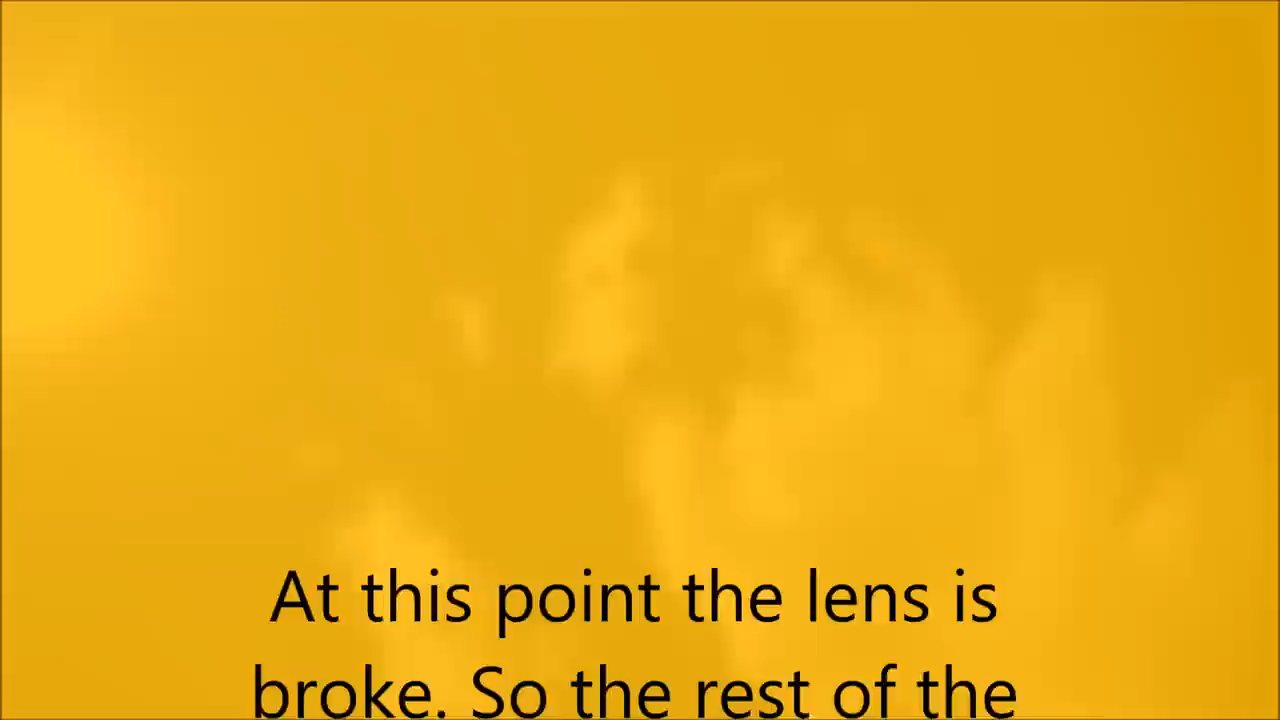 At this point the lens is
broke. So the rest of the